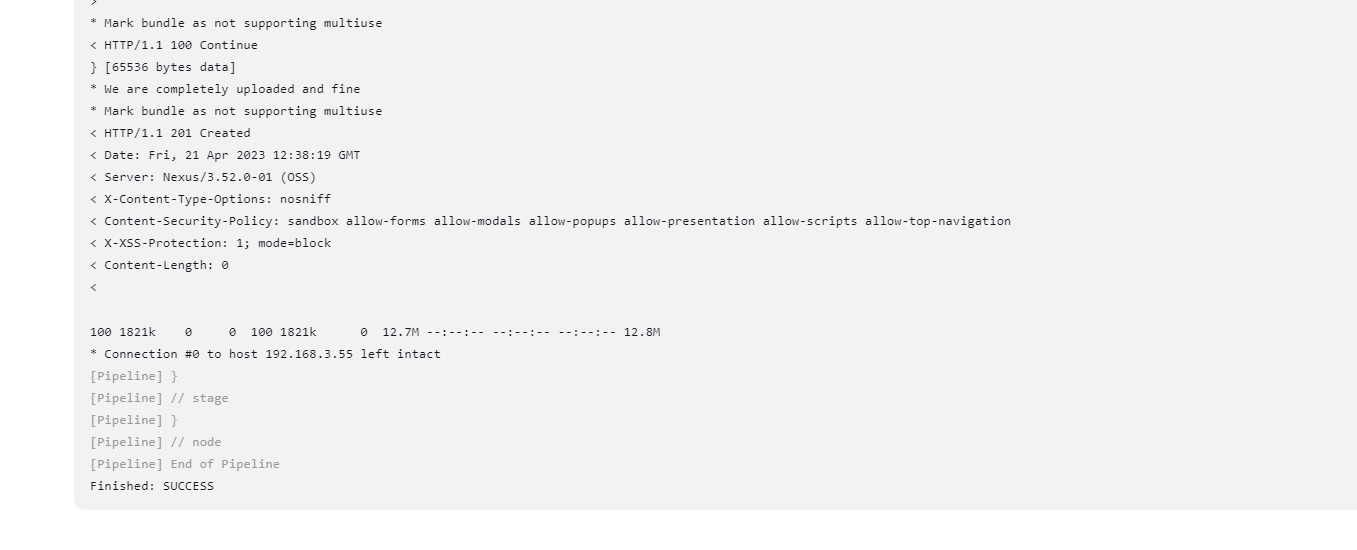 >
* Mark bundle as not supporting multiuse
< HTTP/1.1 100 Continue
} [65536 bytes data]
* We are completely uploaded and fine
* Mark bundle as not supporting multiuse
< HTTP/1.1 201 Created
< Date: Fri, 21 Apr 2023 12:38:19 GMT
< Server: Nexus/3.52.0-01 (OSS)
< X-Content-Type-Options: nosniff
< Content-Security-Policy: sandbox allow-forms allow-modals allow-popups allow-presentation allow-scripts allow-top-navigation
< X-XSS-Protection: 1; mode=block
< Content-Length: 0
<
100 1821k    0     0  100 1821k      0  12.7M --:--:-- --:--:-- --:--:-- 12.8M
* Connection #0 to host 192.168.3.55 left intact
[Pipeline] }
[Pipeline] // stage
[Pipeline] }
[Pipeline] // node
[Pipeline] End of Pipeline
Finished: SUCCESS